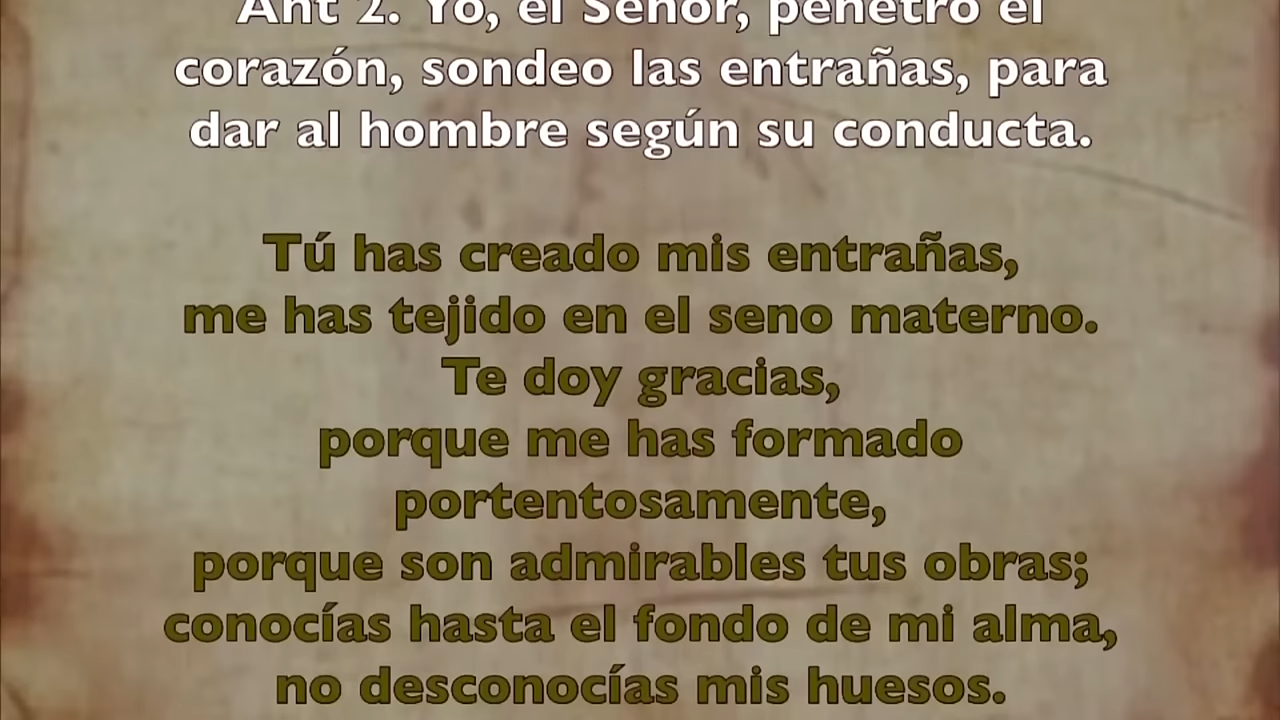 Ant 2. Yo, el Señor, penetro el
corazón, sondeo las entrañas, para
dar al hombre según su conducta.
Tú has creado mis entrañas,
me has tejido en el seno materno.
Te doy gracias,
porque me has formado
portentosamente,
porque son admirables tus obras;
conocías hasta el fondo de mi alma,
no desconocías mis huesos.